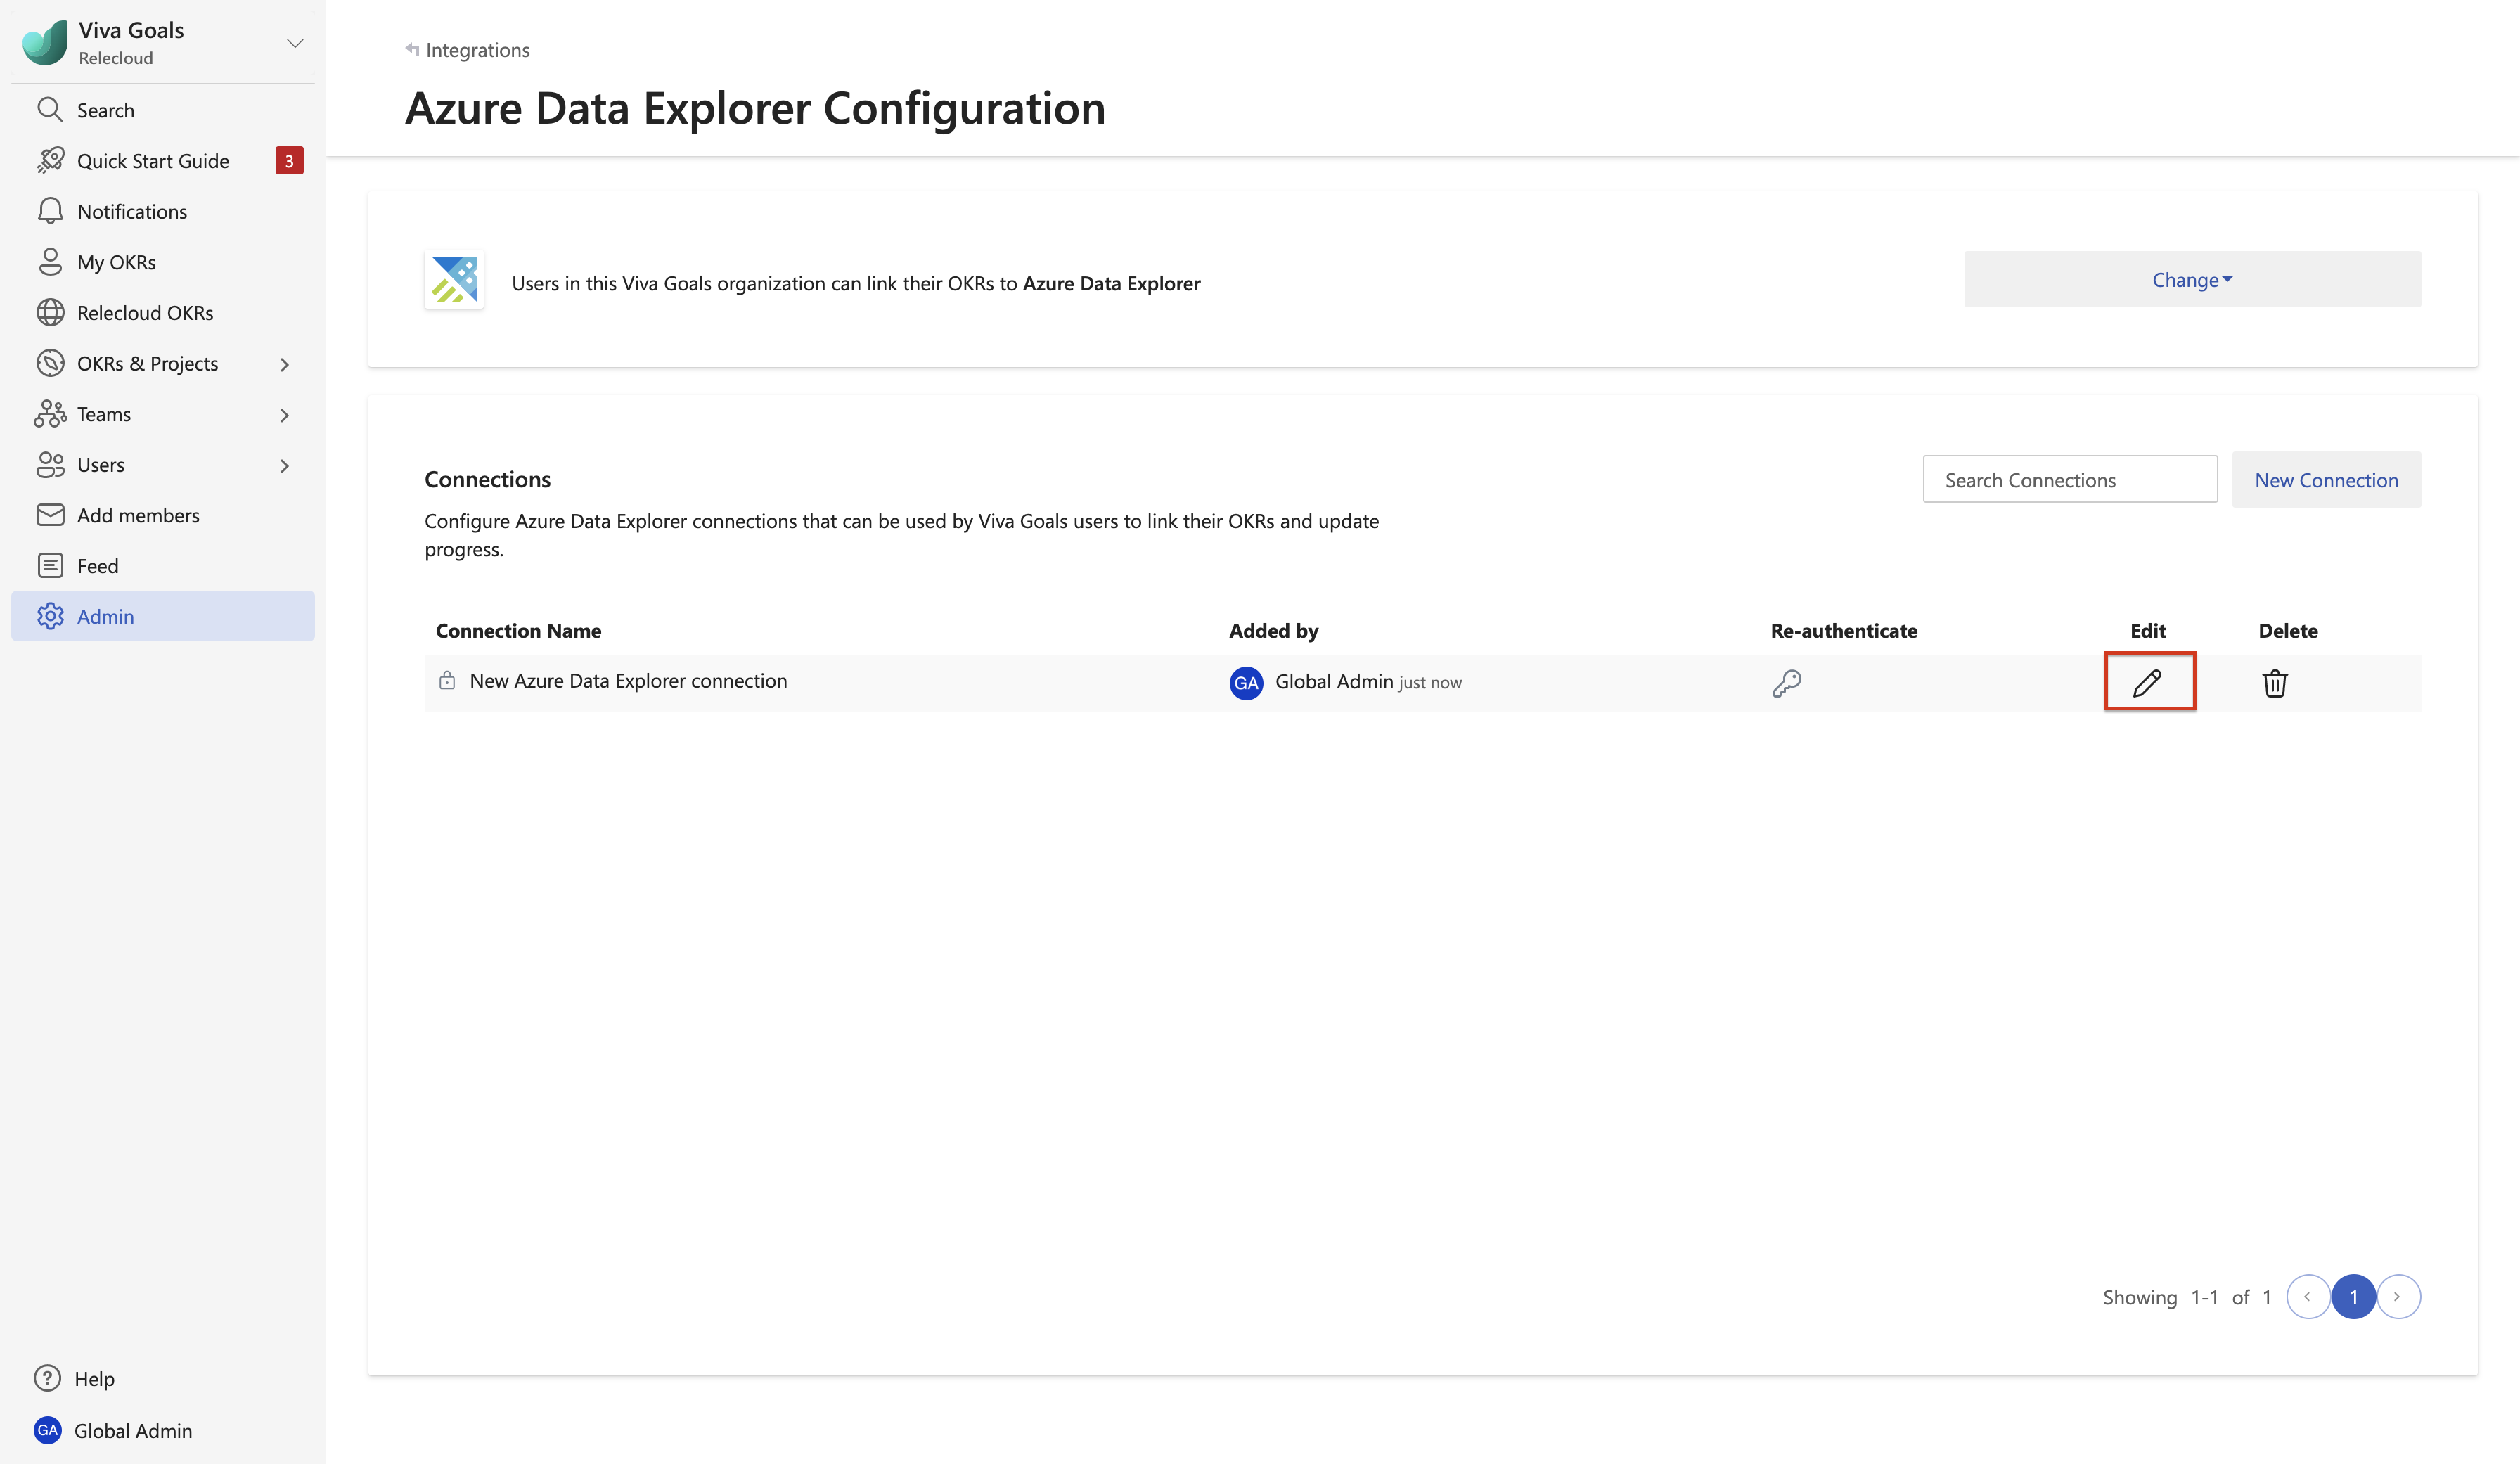 Viva Goals
Relecloud
Search
Quick Start Guide 3
Notifications
My OKRs
Relecloud OKRs
OKRs & Projects
Teams
Users
Add members
Feed
Admin
Help
GA Global Admin
Integrations
Azure Data Explorer Configuration
Users in this Viva Goals organization can link their OKRs to Azure Data Explorer
Change
Connections
Search Connections
New Connection
Configure Azure Data Explorer connections that can be used by Viva Goals users to link their OKRs and update
progress.
Connection Name Added by Re-authenticate Edit Delete
New Azure Data Explorer connection GA Global Admin just now
Showing 1-1 of 1 1